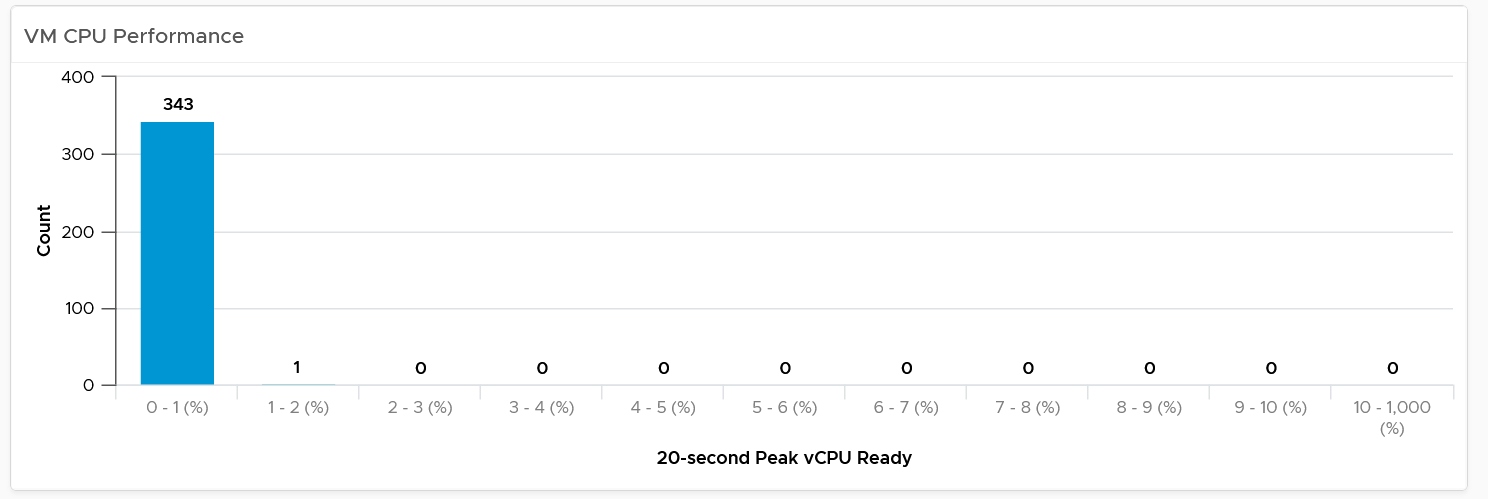 VM CPU Performance
400
343
300
Count
200
100
1 0 0 0 0 0 0 0 0 0
0
0 - 1 (%) 1 - 2 (%) 2 - 3 (%) 3 - 4 (%) 4 - 5 (%) 5 - 6 (%) 6 - 7 (%) 7 - 8 (%) 8 - 9 (%) 9 - 10 (%) 10 - 1,000
(%)
20-second Peak vCPU Ready